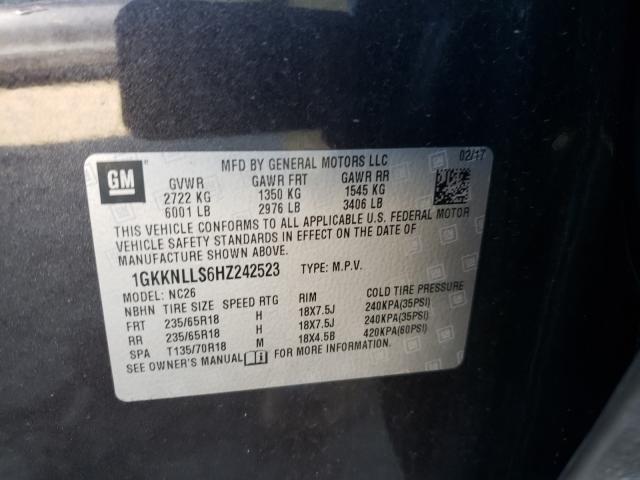 GM
MFD BY GENERAL MOTORS LLC
02/17
GVWR GAWR FRT GAWR RR
2722 KG 1350 KG 1545 KG
6001 LB 2976 LB 3406 LB
THIS VEHICLE CONFORMS TO ALL APPLICABLE U.S. FEDERAL MOTOR
VEHICLE SAFETY STANDARDS IN EFFECT ON THE DATE OF
MANUFACTURE SHOWN ABOVE.
1GKKNLLS6HZ242523 TYPE: M.P.V.
MODEL: NC26
NBHN TIRE SIZE SPEED RTG RIM COLD TIRE PRESSURE
FRT 235/65R18 H 18X7.5J 240KPA(35PSI)
RR 235/65R18 H 18X7.5J 240KPA(35PSI)
SPA T135/70R18 M 18X4.5B 420KPA(60PSI)
SEE OWNER'S MANUAL FOR MORE INFORMATION.